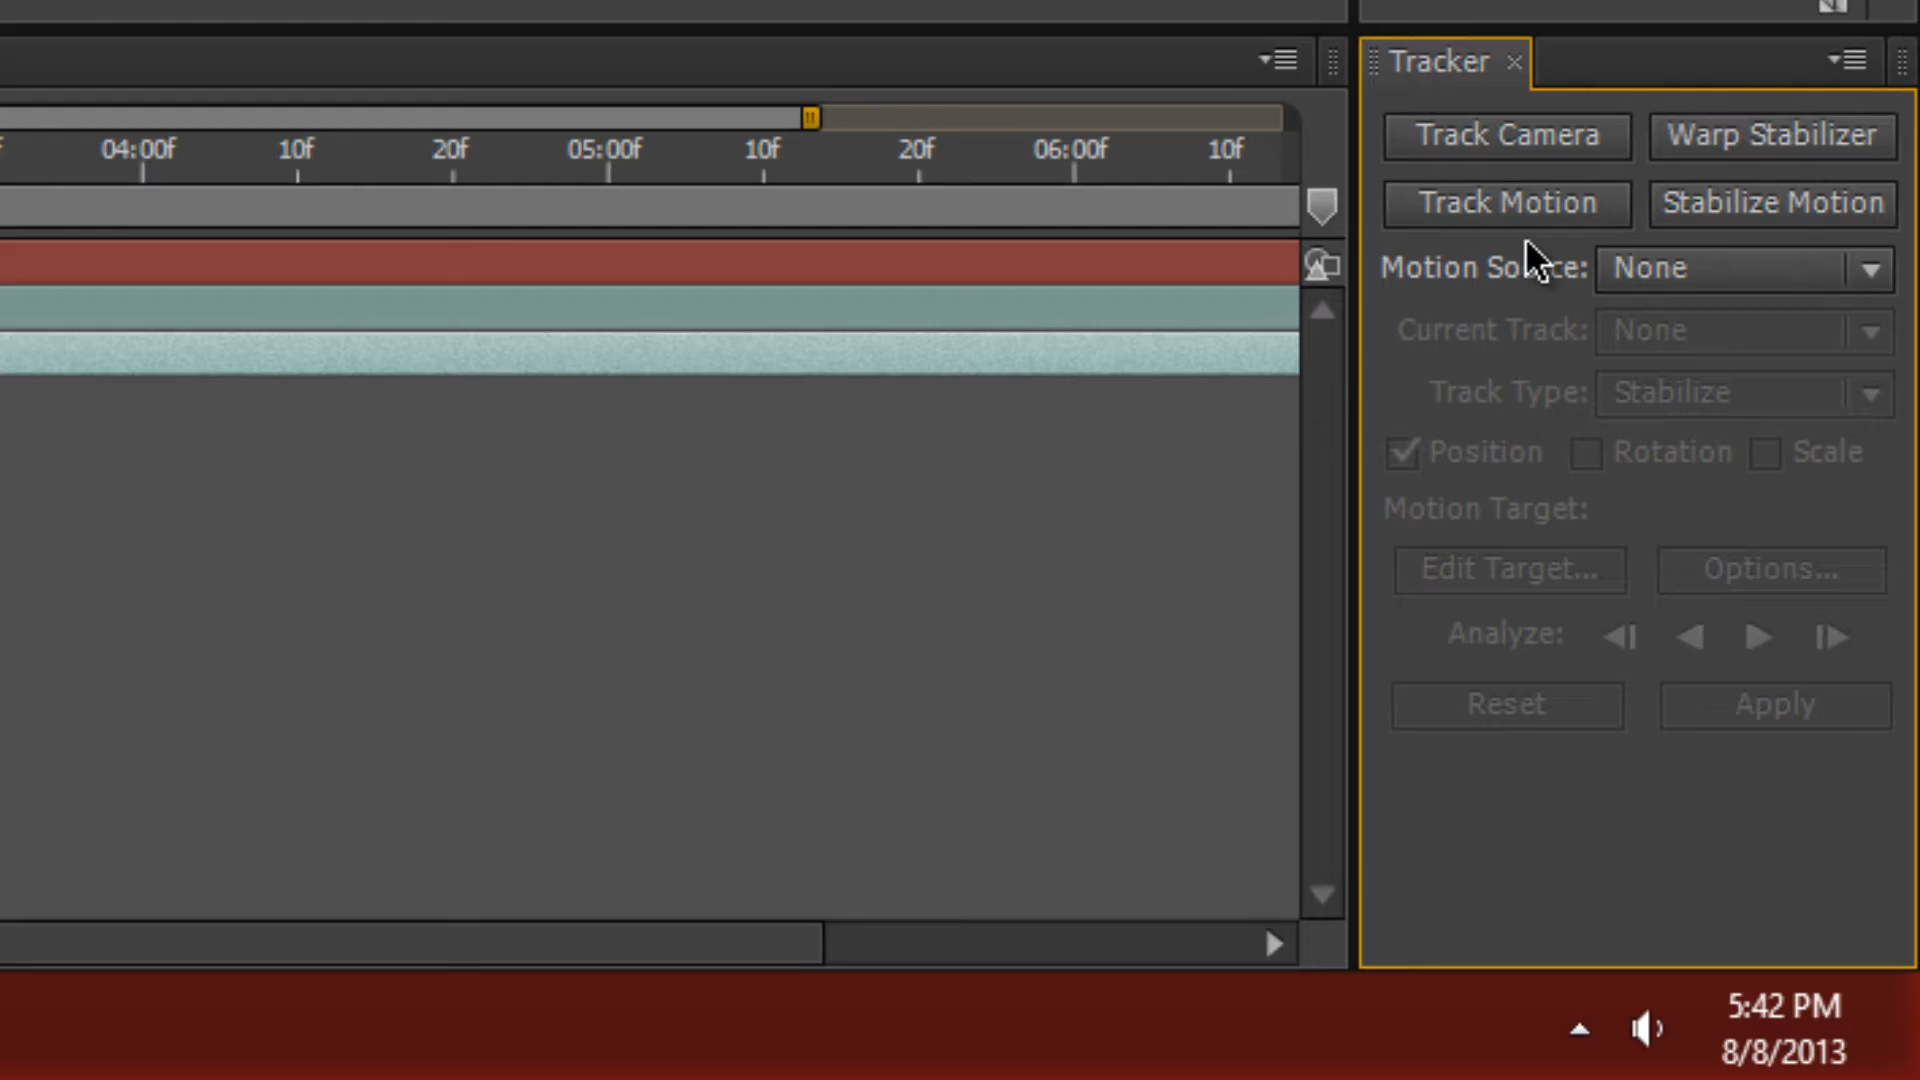 Tracker
04:00f 10f 20f 05:00f 10f 20f 06:00f 10f
Track Camera Warp Stabilizer
Track Motion Stabilize Motion
Motion Source: None
Current Track: None
Track Type: Stabilize
Position Rotation Scale
Motion Target:
Edit Target... Options...
Analyze:
Reset Apply
5:42 PM
8/8/2013